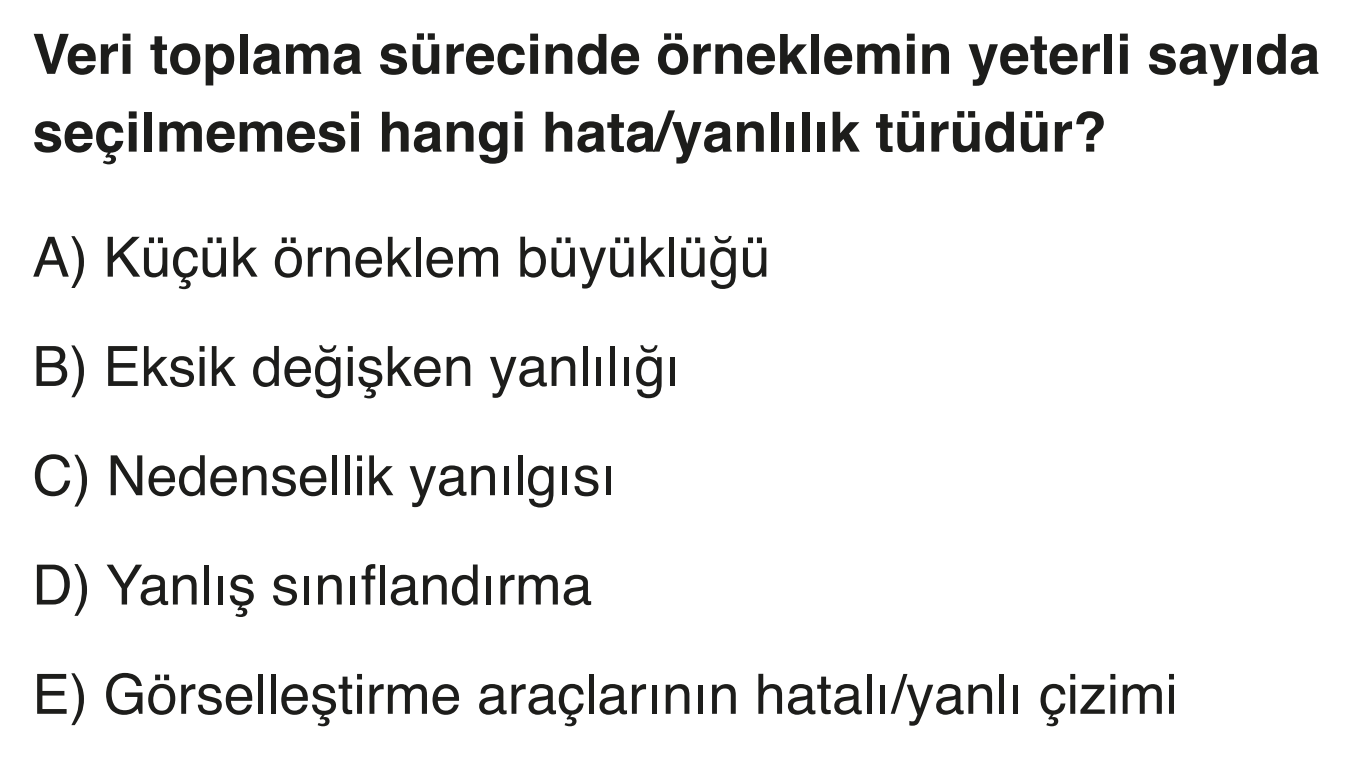 Veri toplama sürecinde örneklemin yeterli sayıda
seçilmemesi hangi hata/yanlılık türüdür?
A) Küçük örneklem büyüklüğü
B) Eksik değişken yanlılığı
C) Nedensellik yanılgısı
D) Yanlış sınıflandırma
E) Görselleştirme araçlarının hatalı/yanlı çizimi